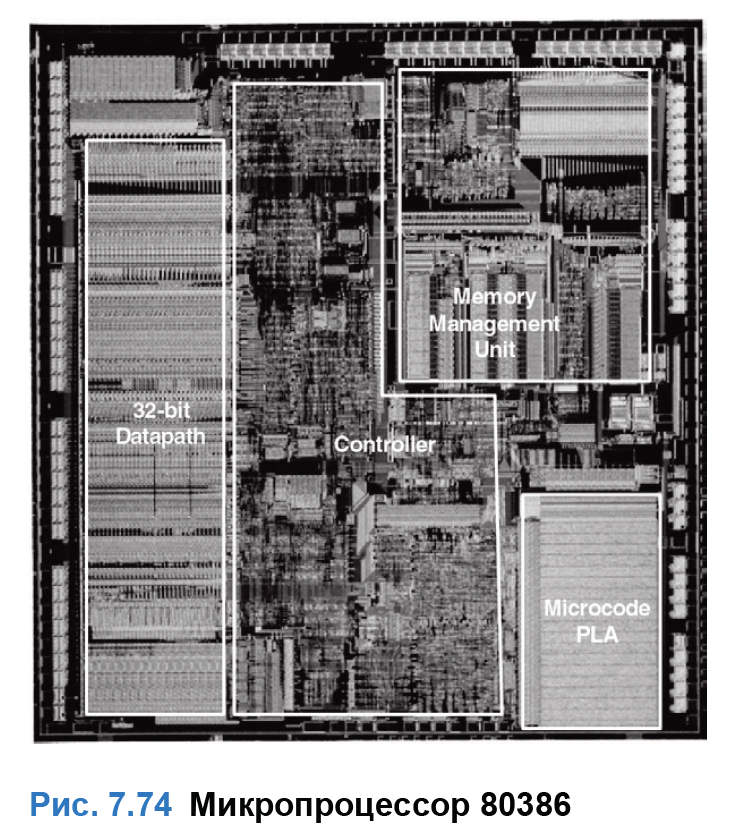 Memory
Management
Unit
32-bit
Datapath
Controller
Microcode
PLA
Рис. 7.74 Микропроцессор 80386